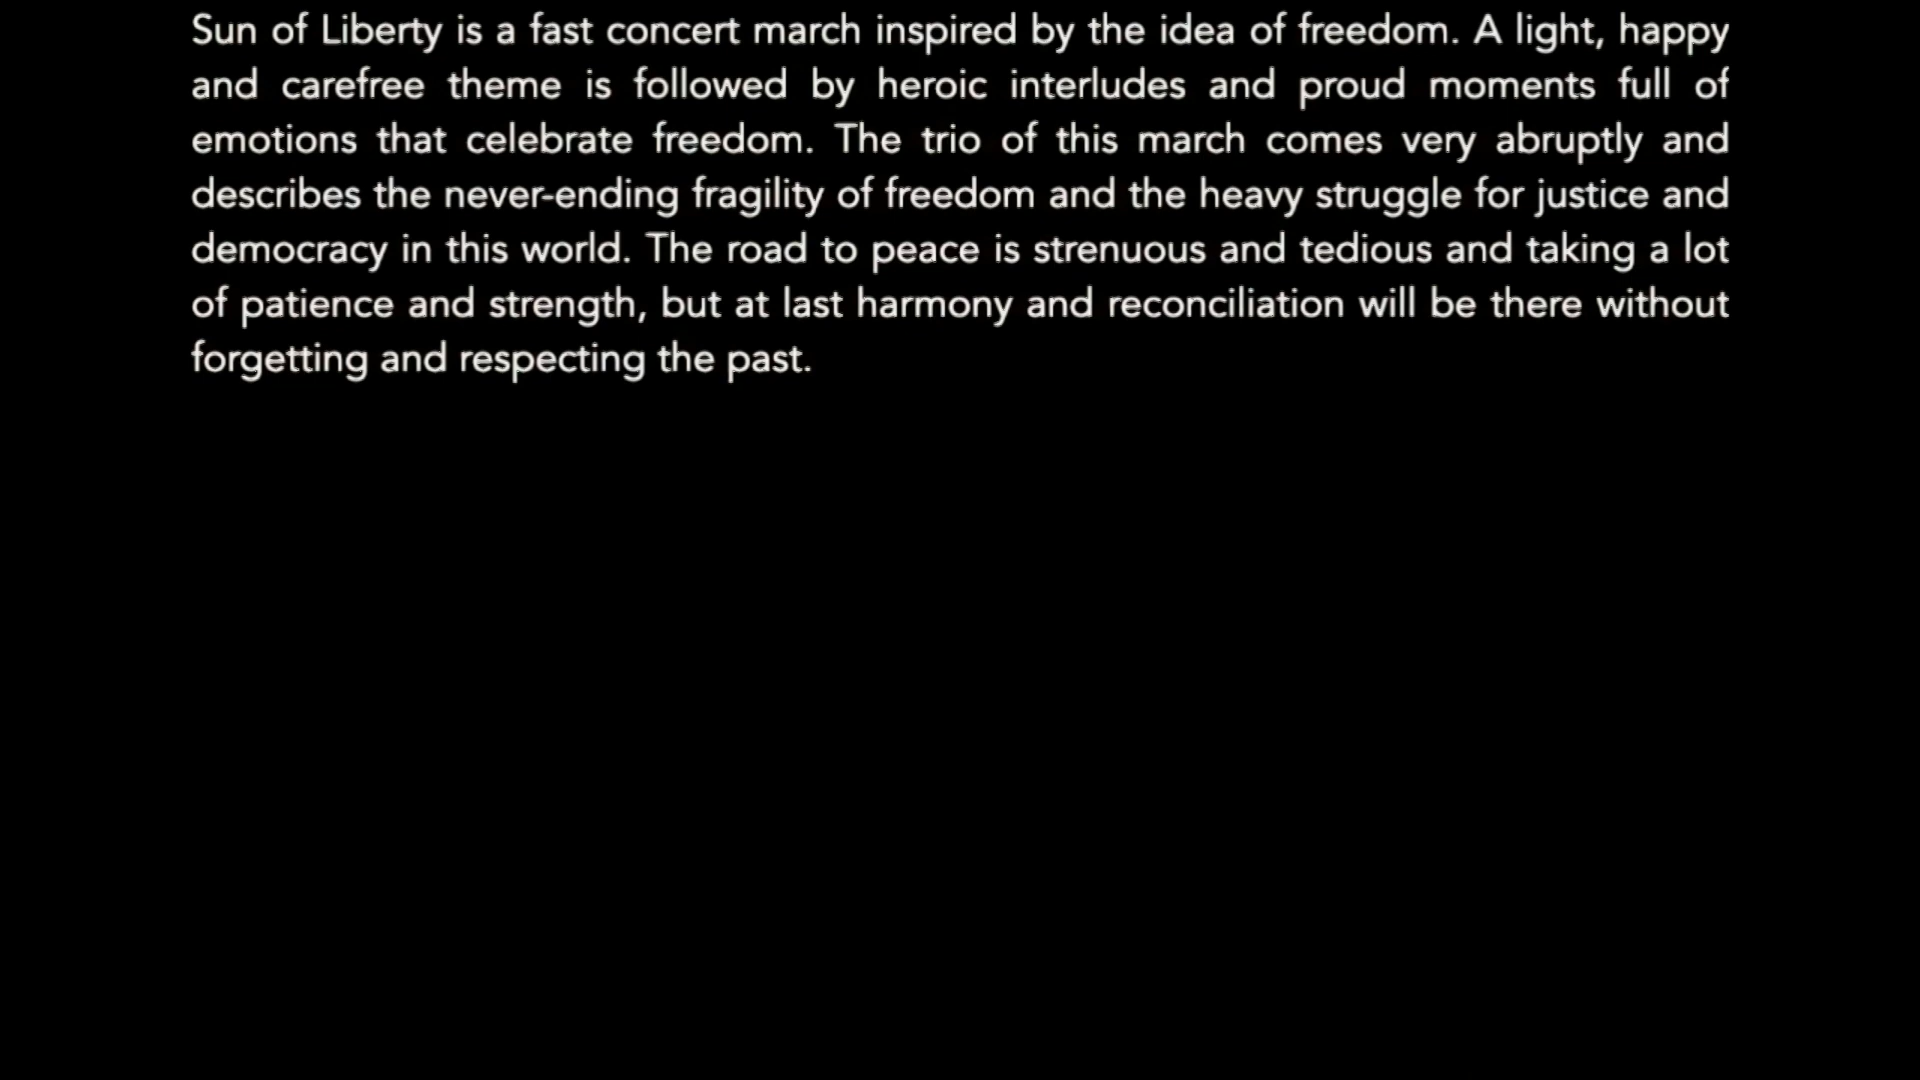 Sun of Liberty is a fast concert march inspired by the idea of freedom. A light, happy
and carefree theme is followed by heroic interludes and proud moments full of
emotions that celebrate freedom. The trio of this march comes very abruptly and
describes the never-ending fragility of freedom and the heavy struggle for justice and
democracy in this world. The road to peace is strenuous and tedious and taking a lot
of patience and strength, but at last harmony and reconciliation will be there without
forgetting and respecting the past.